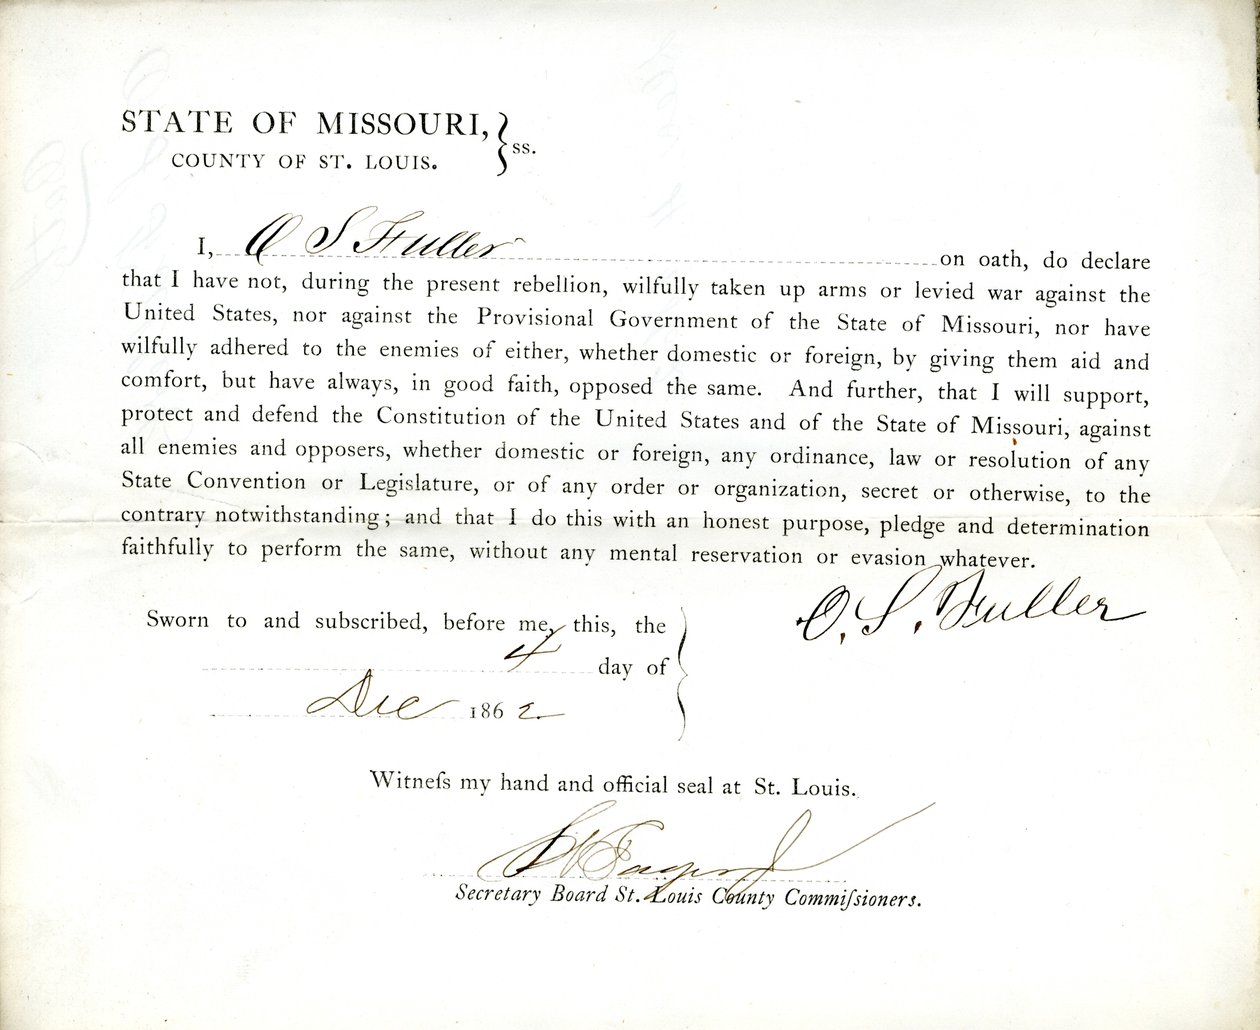 STATE OF MISSOURI, } ss.
COUNTY OF ST. LOUIS.
I, O S Fuller on oath, do declare
that I have not, during the present rebellion, wilfully taken up arms or levied war against the
United States, nor against the Provisional Government of the State of Missouri, nor have
wilfully adhered to the enemies of either, whether domestic or foreign, by giving them aid and
comfort, but have always, in good faith, opposed the same. And further, that I will support,
protect and defend the Constitution of the United States and of the State of Missouri, against
all enemies and opposers, whether domestic or foreign, any ordinance, law or resolution of any
State Convention or Legislature, or of any order or organization, secret or otherwise, to the
contrary notwithstanding; and that I do this with an honest purpose, pledge and determination
faithfully to perform the same, without any mental reservation or evasion whatever.
O. S. Fuller
Sworn to and subscribed, before me, this, the
4 day of
Dec 1862
Witneſs my hand and official seal at St. Louis.
Secretary Board St. Louis County Commiſsioners.